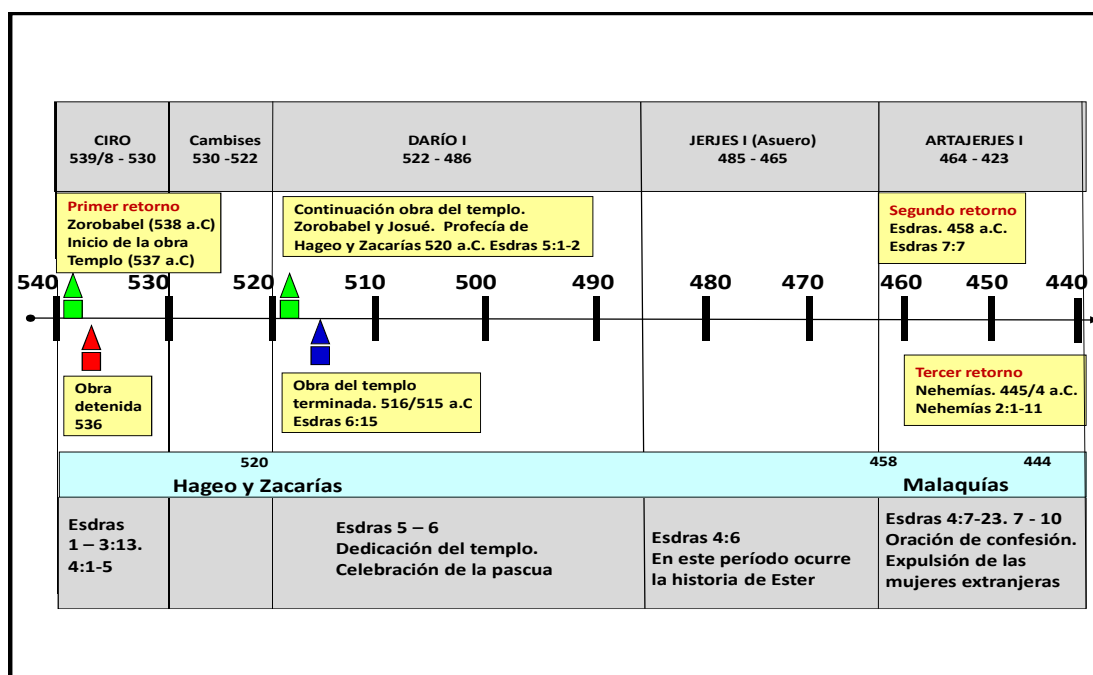 CIRO
539/8 - 530
Cambises
530 -522
DARÍO I
522 - 486
JERJES I (Asuero)
485 - 465
ARTAJERJES I
464 - 423
Primer retorno
Zorobabel (538 a.C)
Inicio de la obra
Templo (537 a.C)
Continuación obra del templo.
Zorobabel y Josué. Profecía de
Hageo y Zacarías 520 a.C. Esdras 5:1-2
Segundo retorno
Esdras. 458 a.C.
Esdras 7:7
540 530 520 510 500 490 480 470 460 450 440
Obra
detenida
536
Obra del templo
terminada. 516/515 a.C
Esdras 6:15
Tercer retorno
Nehemías. 445/4 a.C.
Nehemías 2:1-11
520 458 444
Hageo y Zacarías Malaquías
Esdras
1 – 3:13.
4:1-5
Esdras 5 – 6
Dedicación del templo.
Celebración de la pascua
Esdras 4:6
En este período ocurre
la historia de Ester
Esdras 4:7-23. 7 - 10
Oración de confesión.
Expulsión de las
mujeres extranjeras